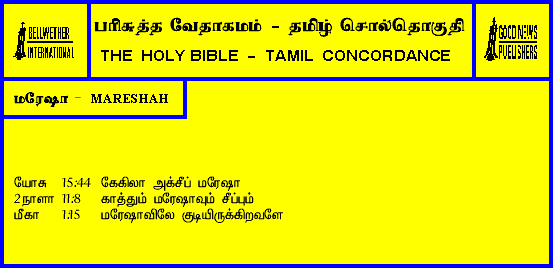 BELLWETHER
INTERNATIONAL
பரிசுத்த வேதாகமம் - தமிழ் சொல்தொகுதி
THE HOLY BIBLE - TAMIL CONCORDANCE
GOOD NEWS
PUBLISHERS
மரேஷா - MARESHAH
யோசு 15:44 கேகிலா அக்சீப் மரேஷா
2நாளா 11:8 காத்தும் மரேஷாவும் சீப்பும்
மீகா 1:15 மரேஷாவிலே குடியிருக்கிறவளே